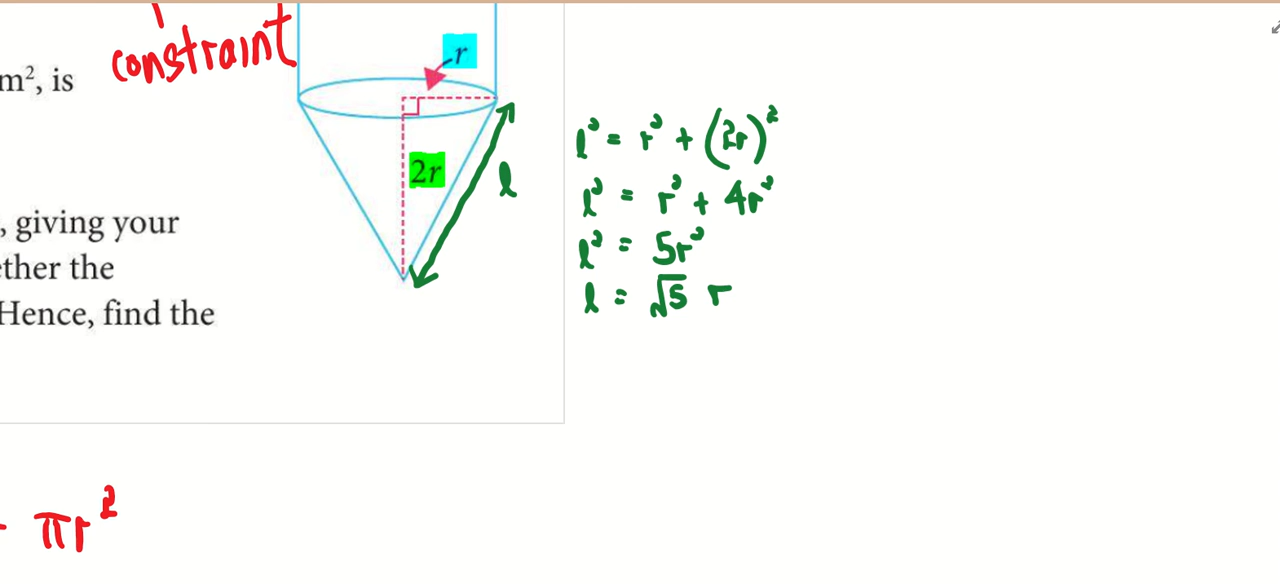 constraint
m², is
r
2r
l
l² = r² + (2r)²
l² = r² + 4r²
l² = 5r²
l = √5 r
, giving your
ther the
Hence, find the
πr²